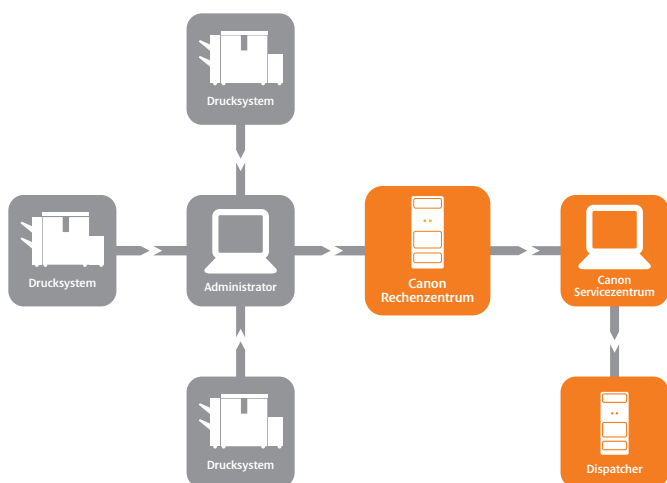 Drucksystem
Drucksystem
Administrator
Canon
Rechenzentrum
Canon
Servicezentrum
Drucksystem
Dispatcher